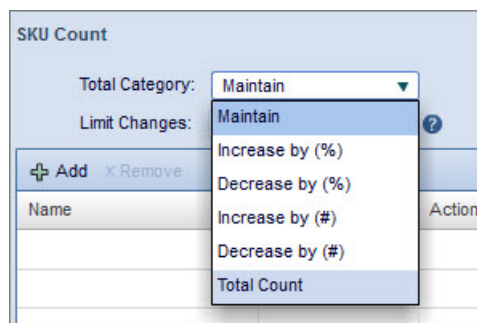 SKU Count
Total Category: Maintain
Maintain
Limit Changes:
?
Increase by (%)
Add x Remove
Decrease by (%)
Name
Increase by (#)
Action
Decrease by (#)
Total Count